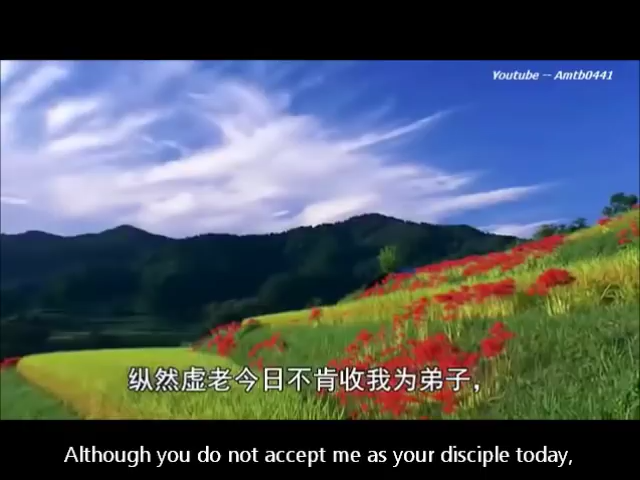 Youtube -- Amtb0441
纵然虚老今日不肯收我为弟子，
Although you do not accept me as your disciple today,